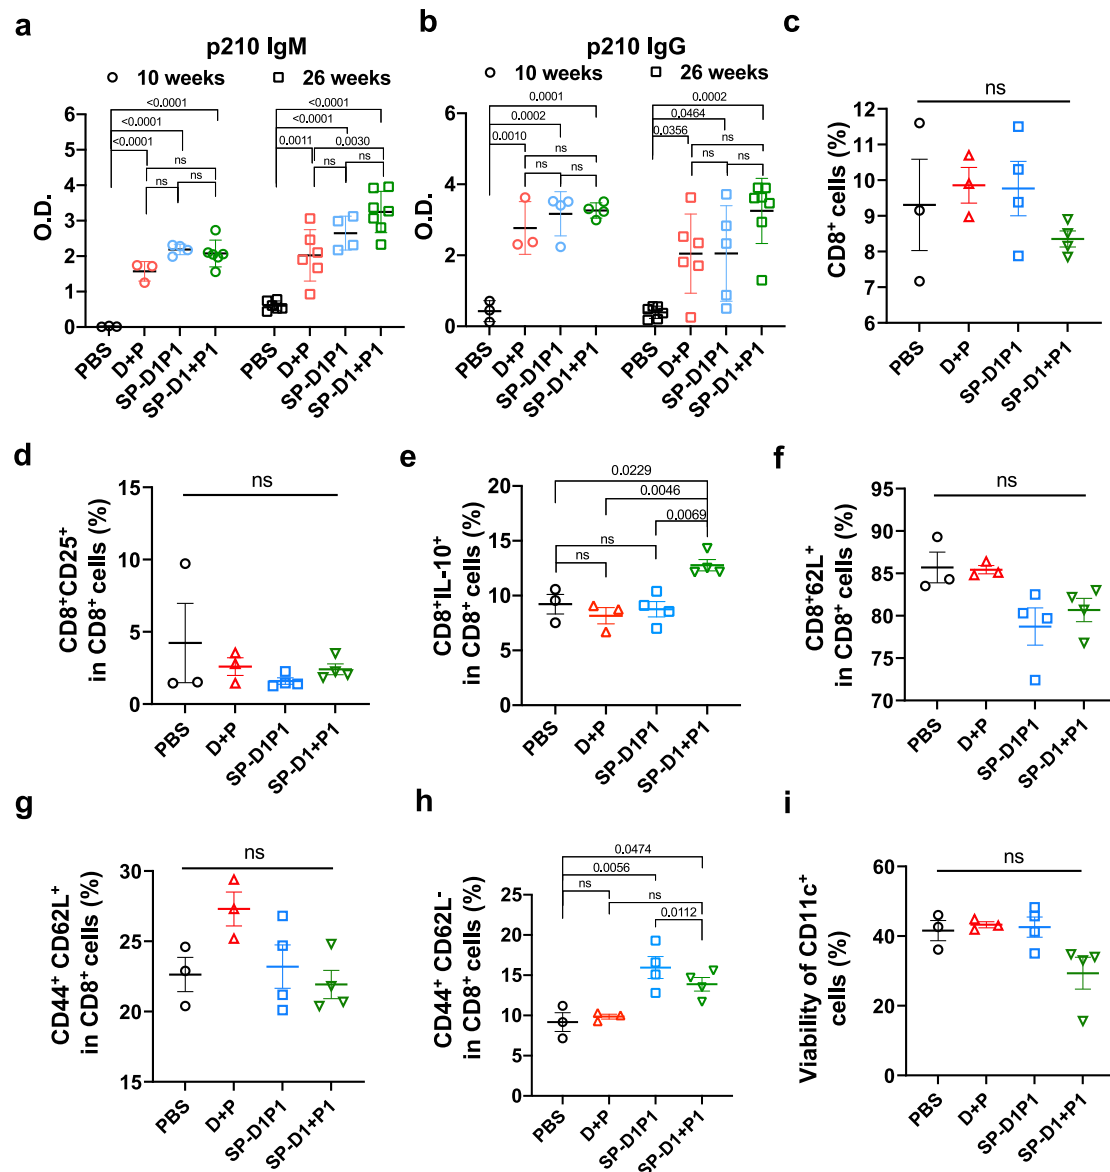 a
p210 IgM
10 weeks
26 weeks
<0.0001
<0.0001
<0.0001
<0.0001
<0.0001
0.0011
0.0030
ns
ns
ns
ns
ns
O.D.
6
5
4
3
2
1
0
PBS
D+P
SP-D1P1
SP-D1+P1
PBS
D+P
SP-D1P1
SP-D1+P1
b
p210 IgG
10 weeks
26 weeks
0.0001
0.0002
0.0010
0.0002
0.0464
0.0356
ns
ns
ns
ns
ns
ns
O.D.
6
4
2
0
PBS
D+P
SP-D1P1
SP-D1+P1
PBS
D+P
SP-D1P1
SP-D1+P1
c
ns
CD8⁺ cells (%)
12
11
10
9
8
7
6
PBS
D+P
SP-D1P1
SP-D1+P1
d
ns
CD8⁺CD25⁺
in CD8⁺ cells (%)
15
10
5
0
PBS
D+P
SP-D1P1
SP-D1+P1
e
0.0229
0.0046
0.0069
ns
ns
CD8⁺IL-10⁺
in CD8⁺ cells (%)
20
15
10
5
0
PBS
D+P
SP-D1P1
SP-D1+P1
f
ns
CD8⁺62L⁺
in CD8⁺ cells (%)
95
90
85
80
75
70
PBS
D+P
SP-D1P1
SP-D1+P1
g
ns
CD44⁺ CD62L⁺
in CD8⁺ cells (%)
30
25
20
15
PBS
D+P
SP-D1P1
SP-D1+P1
h
0.0474
0.0056
ns
ns
0.0112
CD44⁺ CD62L⁻
in CD8⁺ cells (%)
25
20
15
10
5
0
PBS
D+P
SP-D1P1
SP-D1+P1
i
ns
Viability of CD11c⁺
cells (%)
60
40
20
0
PBS
D+P
SP-D1P1
SP-D1+P1